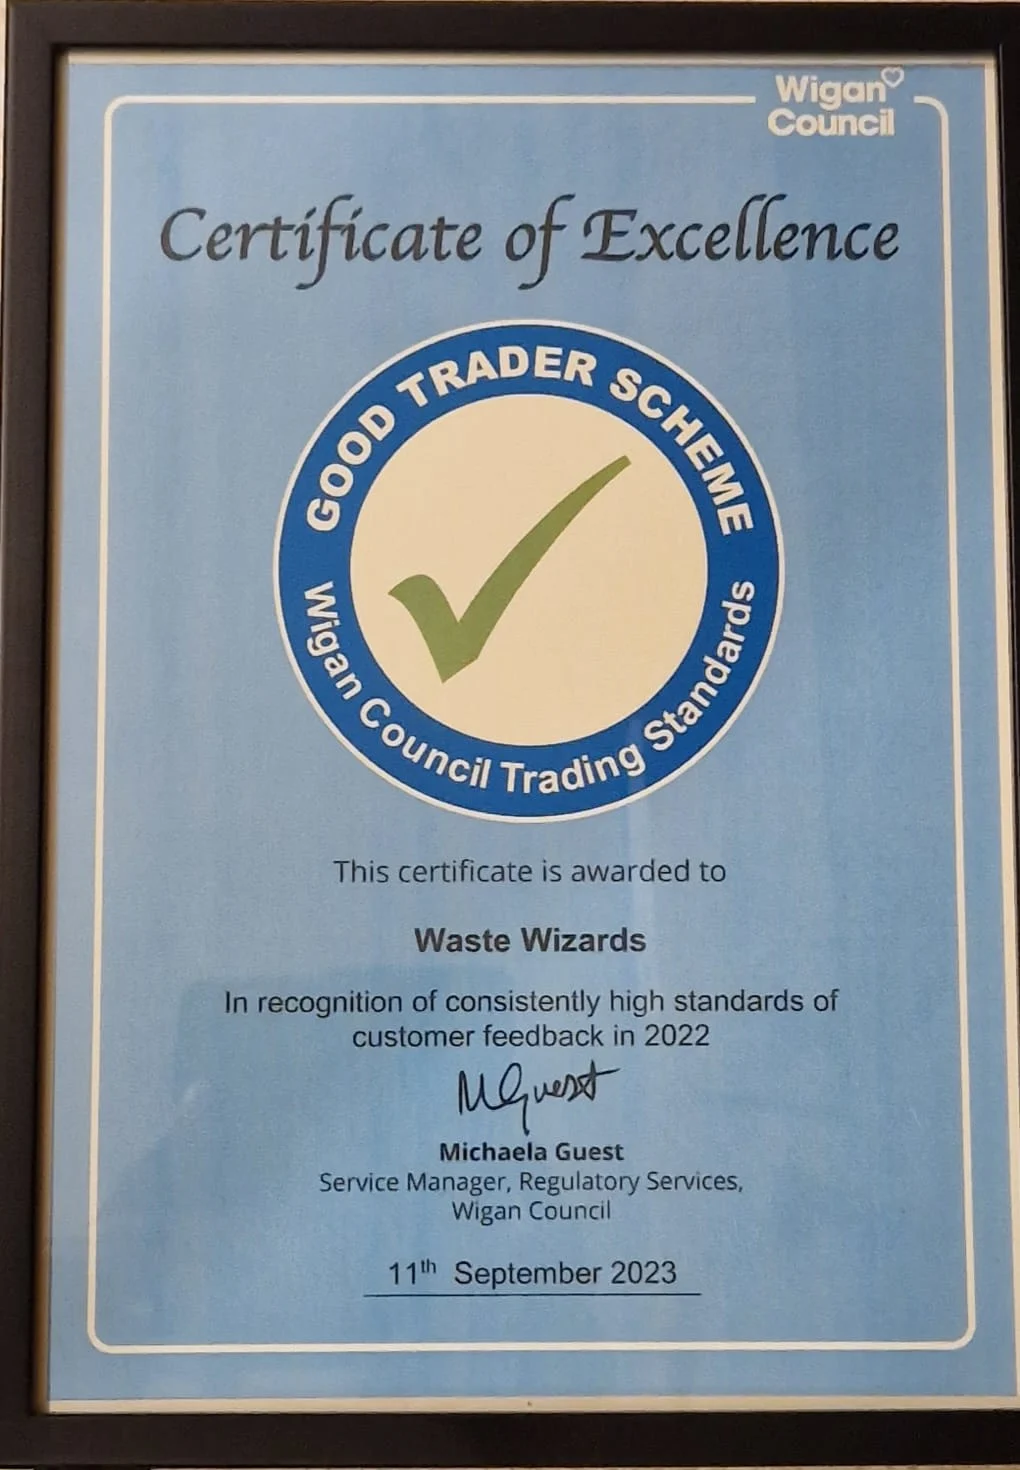 Wigan
Council
Certificate of Excellence
GOOD TRADER SCHEME
Wigan Council Trading Standards
This certificate is awarded to
Waste Wizards
In recognition of consistently high standards of
customer feedback in 2022
MGuest
Michaela Guest
Service Manager, Regulatory Services,
Wigan Council
11th September 2023